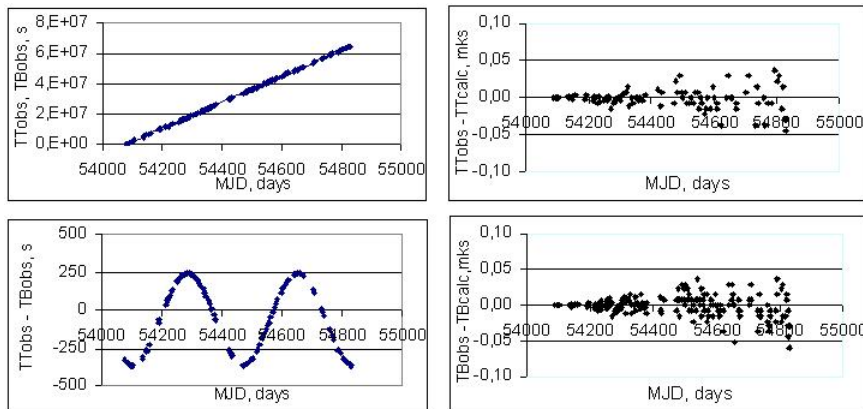 TTobs, TBobs, s
8,E+07
6,E+07
4,E+07
2,E+07
0,E+00
54000 54200 54400 54600 54800 55000
MJD, days
TTobs - TTcalc, mks
0,10
0,05
0,00
-0,05
-0,10
54000 54200 54400 54600 54800 55000
MJD, days
TTobs - TBobs, s
500
250
0
-250
-500
54000 54200 54400 54600 54800 55000
MJD, days
TBobs - TBcalc,mks
0,10
0,05
0,00
-0,05
-0,10
54000 54200 54400 54600 54800 55000
MJD, days